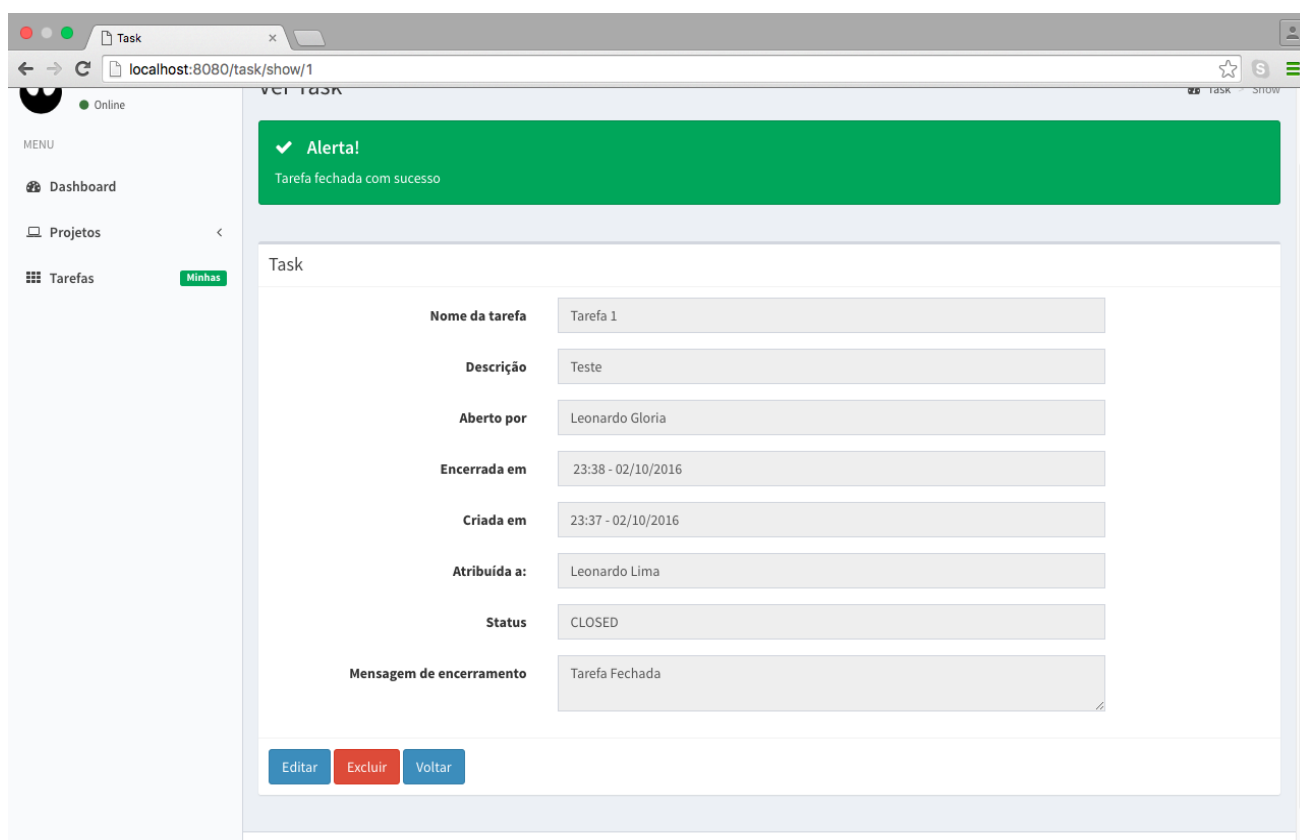 Task
localhost:8080/task/show/1
Online
Ver Task
Task > Show
MENU
Dashboard
Projetos
Tarefas Minhas
Alerta!
Tarefa fechada com sucesso
Task
Nome da tarefa Tarefa 1
Descrição Teste
Aberto por Leonardo Gloria
Encerrada em 23:38 - 02/10/2016
Criada em 23:37 - 02/10/2016
Atribuída a: Leonardo Lima
Status CLOSED
Mensagem de encerramento Tarefa Fechada
Editar Excluir Voltar